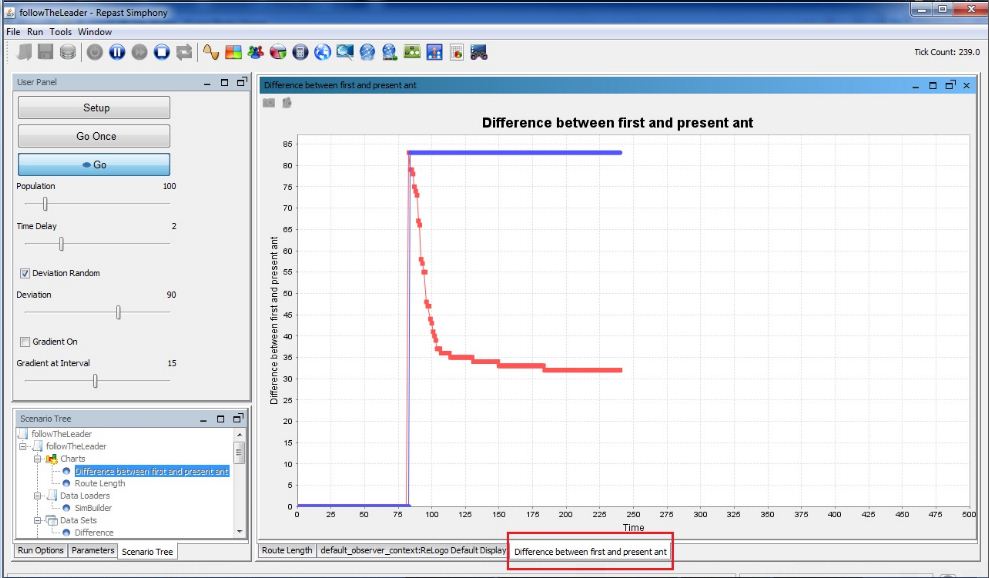 followTheLeader - Repast Simphony
File Run Tools Window
Tick Count: 239.0
User Panel
Setup
Go Once
Go
Population 100
Time Delay 2
Deviation Random
Deviation 90
Gradient On
Gradient at Interval 15
Scenario Tree
followTheLeader
followTheLeader
Charts
Difference between first and present ant
Route Length
Data Loaders
SimBuilder
Data Sets
Difference
Run Options Parameters Scenario Tree
Difference between first and present ant
Difference between first and present ant
Difference between first and present ant
85
80
75
70
65
60
55
50
45
40
35
30
25
20
15
10
5
0
0 25 50 75 100 125 150 175 200 225 250 275 300 325 350 375 400 425 450 475 500
Time
Route Length default_observer_context:ReLogo Default Display Difference between first and present ant